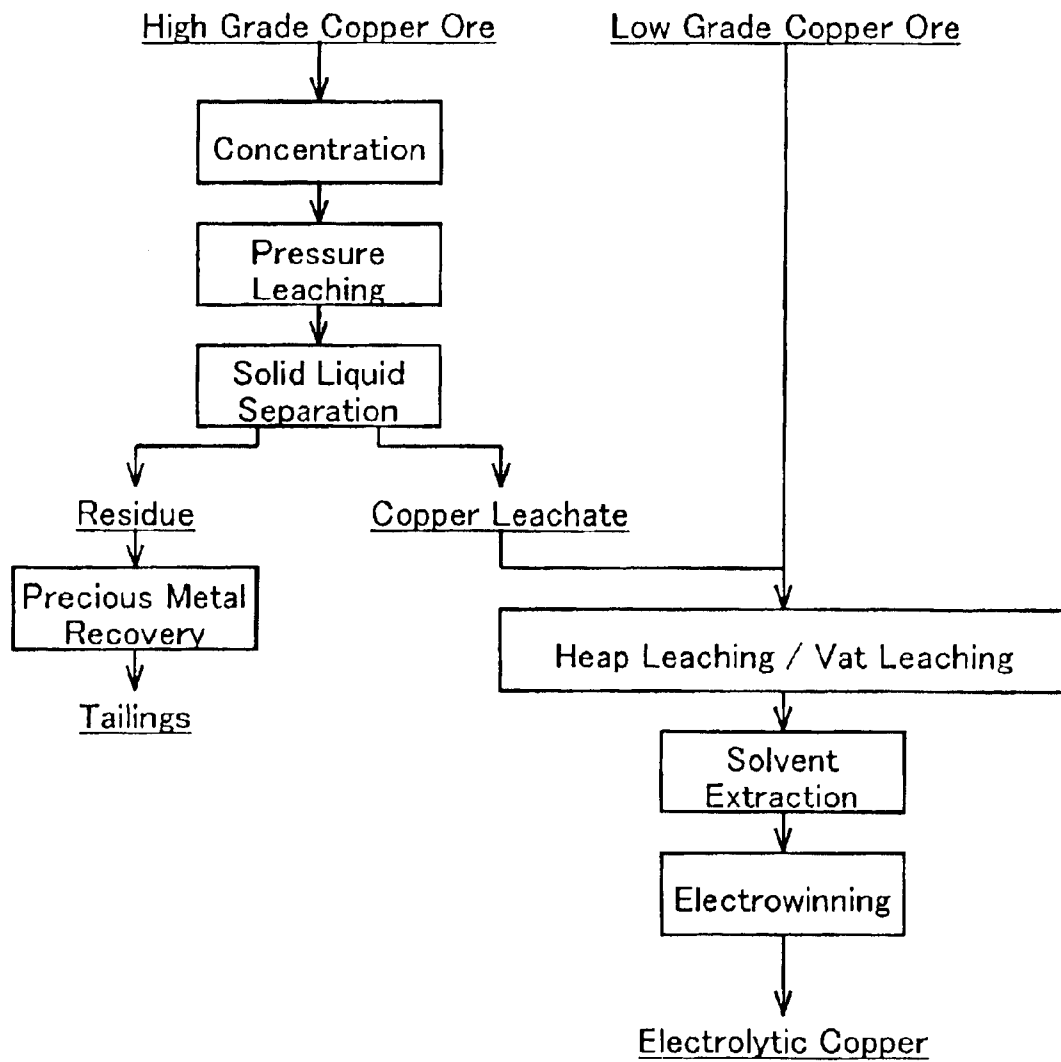 High Grade Copper Ore
Low Grade Copper Ore
Concentration
Pressure
Leaching
Solid Liquid
Separation
Residue
Copper Leachate
Precious Metal
Recovery
Heap Leaching / Vat Leaching
Tailings
Solvent
Extraction
Electrowinning
Electrolytic Copper